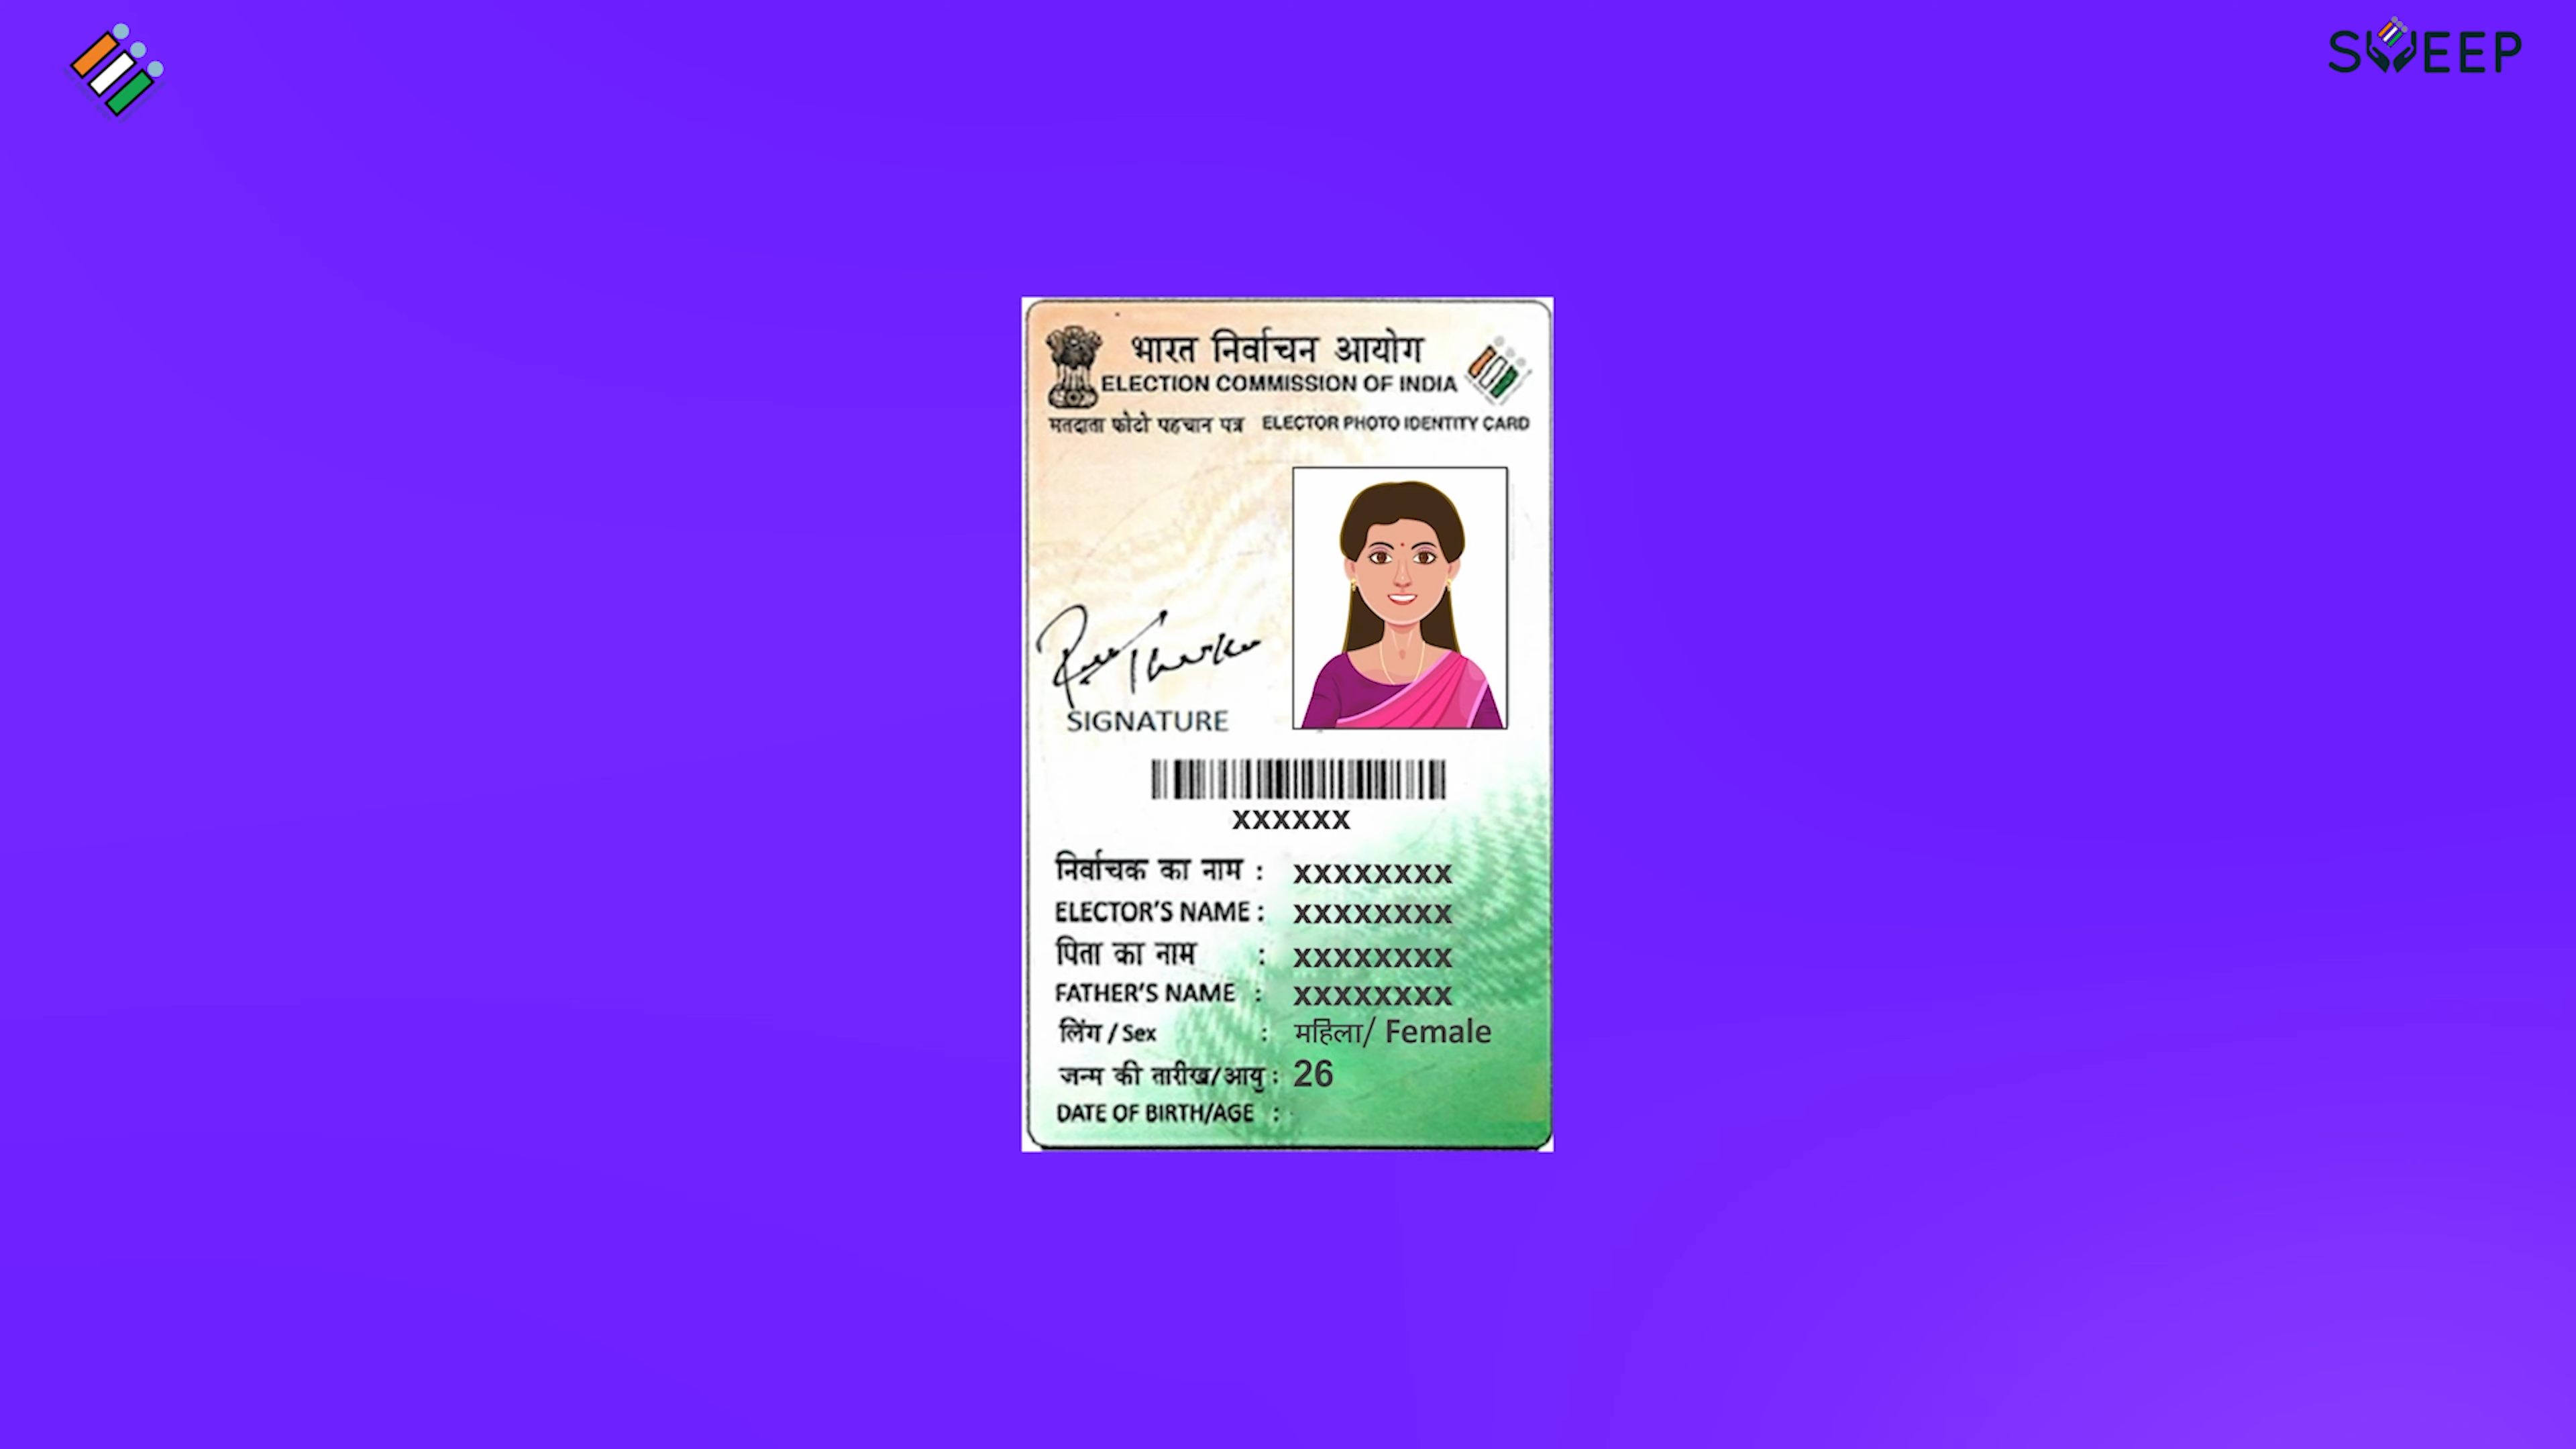 SWEEP
भारत निर्वाचन आयोग
ELECTION COMMISSION OF INDIA
मतदाता फोटो पहचान पत्र ELECTOR PHOTO IDENTITY CARD
SIGNATURE
XXXXXX
निर्वाचक का नाम : XXXXXXXX
ELECTOR'S NAME : XXXXXXXX
पिता का नाम : XXXXXXXX
FATHER'S NAME : XXXXXXXX
लिंग / Sex : महिला/ Female
जन्म की तारीख/आयु : 26
DATE OF BIRTH/AGE :